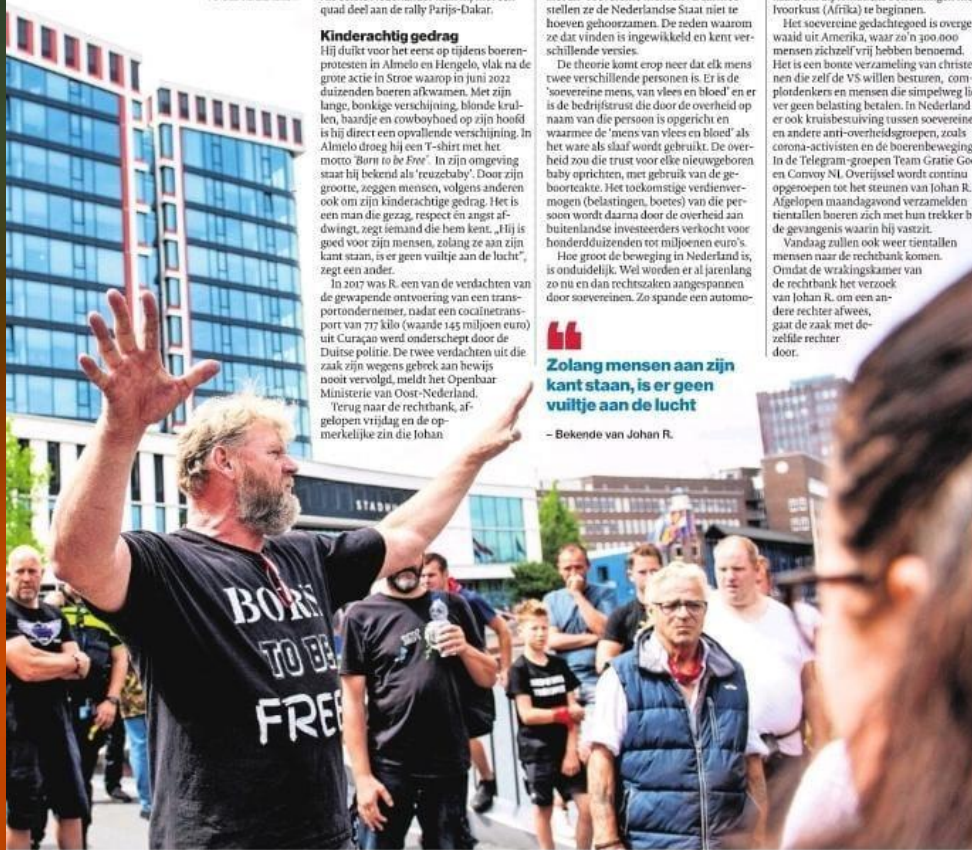 quad deel aan de rally Parijs-Dakar.
Kinderachtig gedrag
Hij duikt voor het eerst op tijdens boeren-
protesten in Almelo en Hengelo, vlak na de
grote actie in Stroe waarop in juni 2022
duizenden boeren afkwamen. Met zijn
lange, bonkige verschijning, blonde krul-
len, baardje en cowboyhoed op zijn hoofd
is hij direct een opvallende verschijning. In
Almelo droeg hij een T-shirt met het
motto 'Born to be Free'. In zijn omgeving
staat hij bekend als 'reuzebaby'. Door zijn
grootte, zeggen mensen, volgens anderen
ook om zijn kinderachtige gedrag. Het is
een man die gezag, respect én angst af-
dwingt, zegt iemand die hem kent. „Hij is
goed voor zijn mensen, zolang ze aan zijn
kant staan, is er geen vuiltje aan de lucht”,
zegt een ander.
In 2017 was R. een van de verdachten van
de gewapende ontvoering van een trans-
portondernemer, nadat een cocaïnetrans-
port van 717 kilo (waarde 145 miljoen euro)
uit Curaçao werd onderschept door de
Duitse politie. De twee verdachten uit die
zaak zijn wegens gebrek aan bewijs
nooit vervolgd, meldt het Openbaar
Ministerie van Oost-Nederland.
Terug naar de rechtbank, af-
gelopen vrijdag en de op-
merkelijke zin die Johan
stellen ze de Nederlandse Staat niet te
hoeven gehoorzamen. De reden waarom
ze dat vinden is ingewikkeld en kent ver-
schillende versies.
De theorie komt erop neer dat elk mens
twee verschillende personen is. Er is de
'soevereine mens, van vlees en bloed' en er
is de bedrijfstrust die door de overheid op
naam van die persoon is opgericht en
waarmee de 'mens van vlees en bloed' als
het ware als slaaf wordt gebruikt. De over-
heid zou die trust voor elke nieuwgeboren
baby oprichten, met gebruik van de ge-
boorteakte. Het toekomstige verdienver-
mogen (belastingen, boetes) van die per-
soon wordt daarna door de overheid aan
buitenlandse investeerders verkocht voor
honderdduizenden tot miljoenen euro's.
Hoe groot de beweging in Nederland is,
is onduidelijk. Wel worden er al jarenlang
zo nu en dan rechtszaken aangespannen
door soevereinen. Zo spande een automo-
“
Zolang mensen aan zijn
kant staan, is er geen
vuiltje aan de lucht
– Bekende van Johan R.
Ivoorkust (Afrika) te beginnen.
Het soevereine gedachtegoed is overge
waaid uit Amerika, waar zo'n 300.000
mensen zichzelf vrij hebben benoemd.
Het is een bonte verzameling van christe
nen die zelf de VS willen besturen, com
plotdenkers en mensen die simpelweg li
ver geen belasting betalen. In Nederland
er ook kruisbestuiving tussen soevereine
en andere anti-overheidsgroepen, zoals
corona-activisten en de boerenbeweging
In de Telegram-groepen Team Gratie Go
en Convoy NL Overijssel wordt continu
opgeroepen tot het steunen van Johan R.
Afgelopen maandagavond verzamelden
tientallen boeren zich met hun trekker b
de gevangenis waarin hij vastzit.
Vandaag zullen ook weer tientallen
mensen naar de rechtbank komen.
Omdat de wrakingskamer van
de rechtbank het verzoek
van Johan R. om een an-
dere rechter afwees,
gaat de zaak met de-
zelfde rechter
door.
STADH
BORN
TO BE
FREE